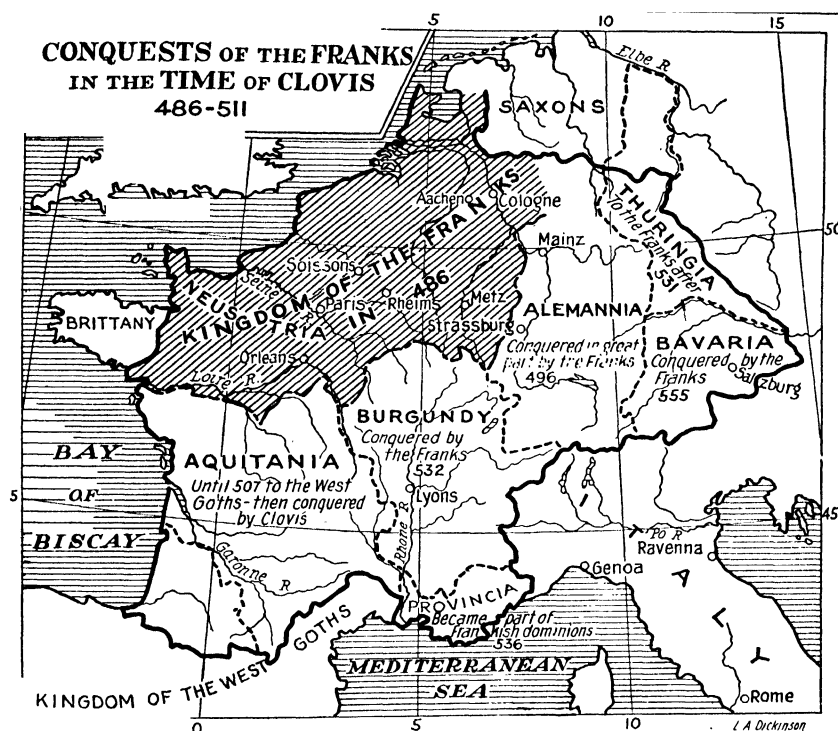 CONQUESTS OF THE FRANKS
IN THE TIME OF CLOVIS
486-511
5
10
15
Elbe R
SAXONS
Aachen
Cologne
THURINGIA
To the Franks after
531
50
Mainz
Soissons
KINGDOM OF THE FRANKS
IN 486
NEUSTRIA
Seine
Paris
Rheims
Metz
Strassburg
BRITTANY
ALEMANNIA
Conquered in great
part by the Franks
496
BAVARIA
Conquered by the
Franks
555
Salzburg
Orleans
Loire R.
BURGUNDY
Conquered by
the Franks
532
Lyons
Rhone R
BAY
OF
BISCAY
AQUITANIA
Until 507 to the West
Goths-then conquered
by Clovis
5
45
Garonne R
Po R
Ravenna
Genoa
ITALY
PROVINCIA
Became part of
Frankish dominions
536
MEDITERRANEAN
SEA
KINGDOM OF THE WEST GOTHS
Rome
0
5
10
L A Dickinson